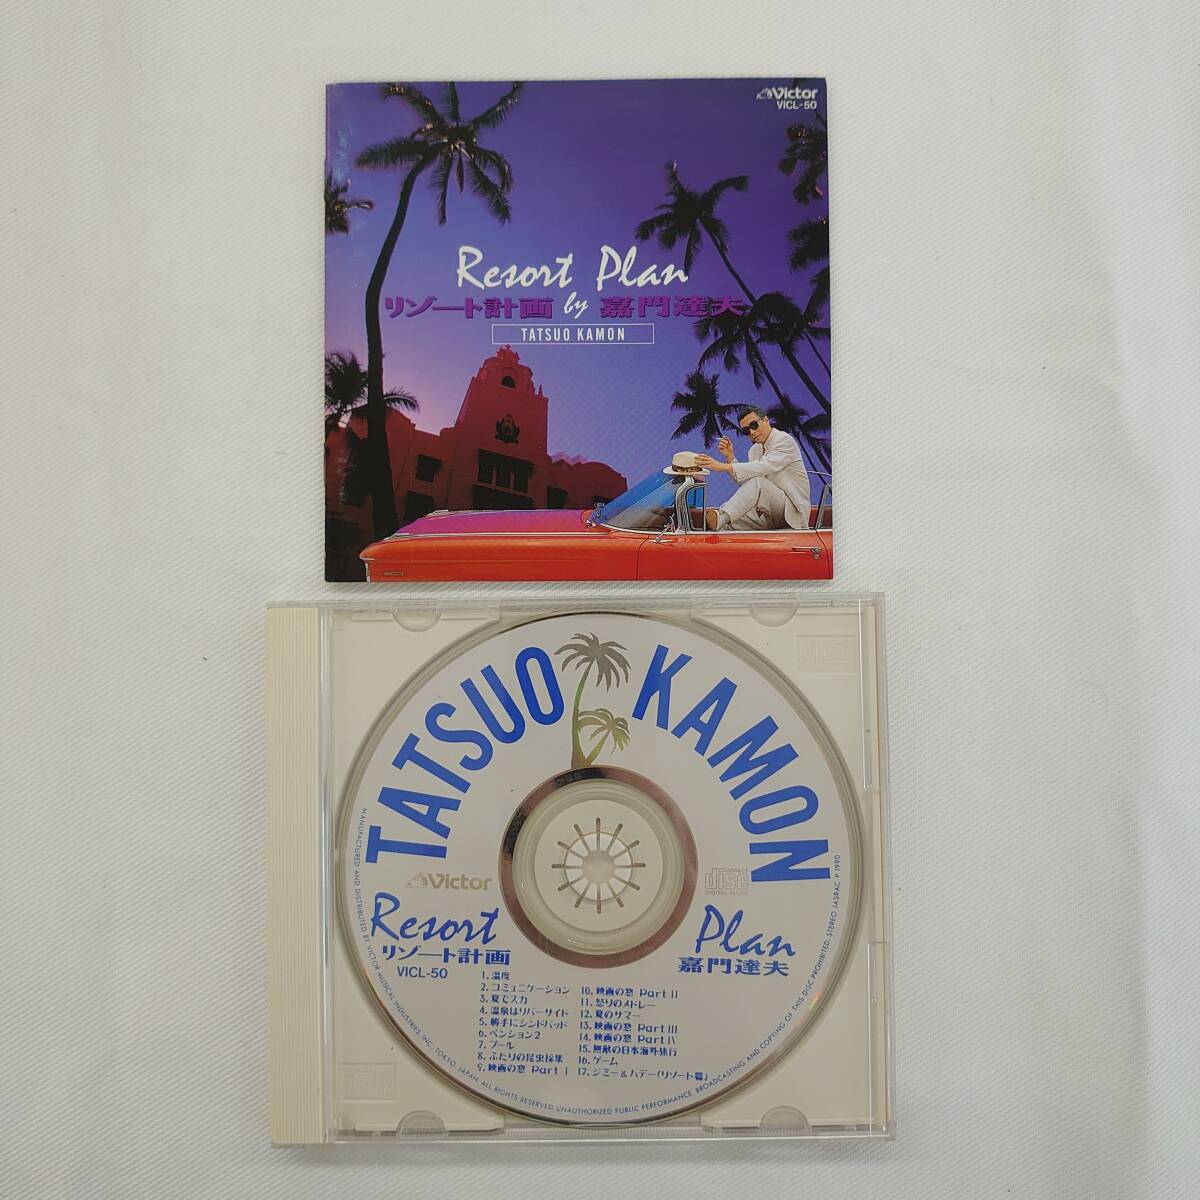 Victor
VICL-50
Resort Plan
リゾート計画 by 嘉門達夫
TATSUO KAMON
TATSUO KAMON
Victor
COMPACT
disc
DIGITAL AUDIO
Resort Plan
リゾート計画
嘉門達夫
VICL-50
1. 温度
2. コミュニケーション
3. 夏でスカ
4. 温泉はリバーサイド
5. 勝手にシンドバッド
6. ペンション2
7. プール
8. ふたりの昆虫採集
9. 映画の恋 Part I
10. 映画の恋 Part II
11. 怒りのメドレー
12. 夏のサマー
13. 映画の恋 Part III
14. 映画の恋 Part IV
15. 無敵の日本海外旅行
16. ゲーム
17. ジミー&ハデー(リゾート篇)
MANUFACTURED AND DISTRIBUTED BY VICTOR MUSICAL INDUSTRIES, INC. TOKYO. JAPAN. ALL RIGHTS RESERVED. UNAUTHORIZED PUBLIC PERFORMANCE. BROADCASTING AND COPYING OF THIS DISC PROHIBITED. STEREO JASRAC P 1990